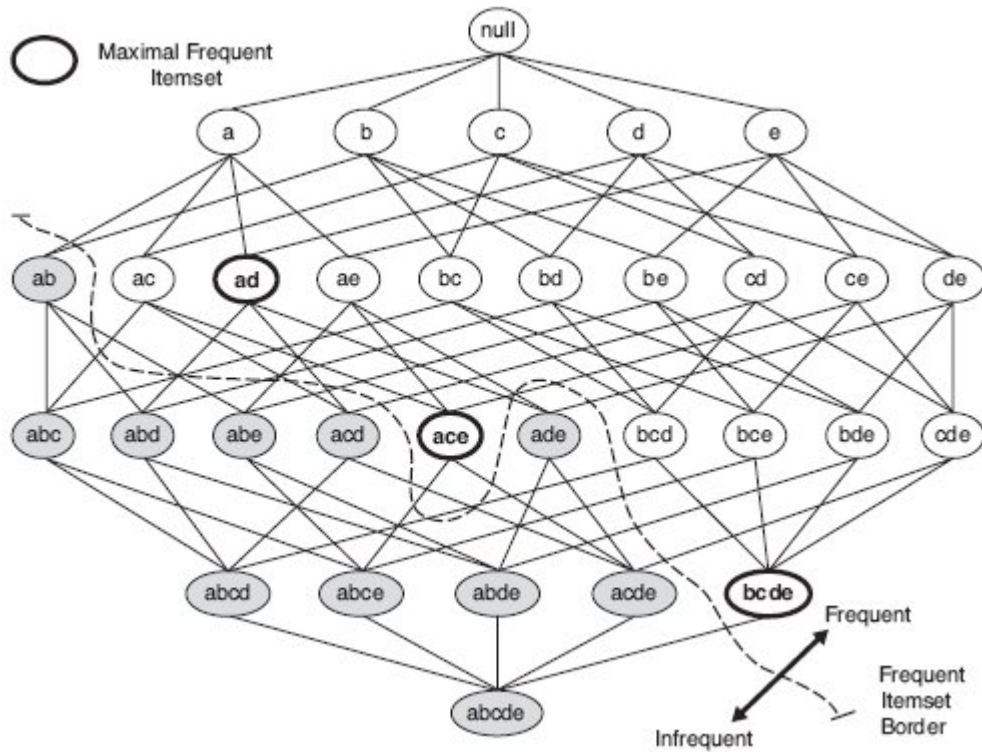 null
Maximal Frequent
Itemset
a b c d e
ab ac ad ae bc bd be cd ce de
abc abd abe acd ace ade bcd bce bde cde
abcd abce abde acde bcde
Frequent
Frequent
Itemset
Border
abcde
Infrequent